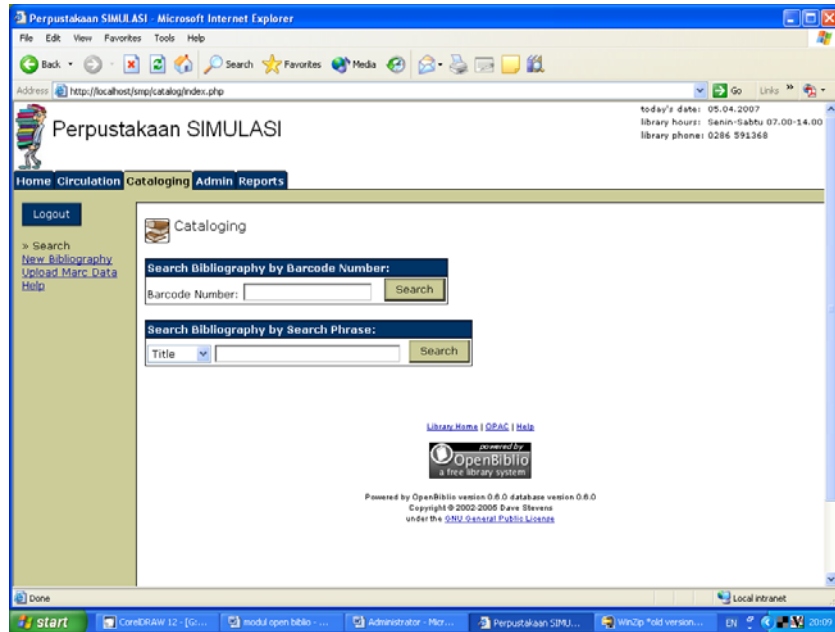 Perpustakaan SIMULASI - Microsoft Internet Explorer
File Edit View Favorites Tools Help
Back Search Favorites Media
Address http://localhost/smp/catalog/index.php Go Links »
today's date: 05.04.2007
library hours: Senin-Sabtu 07.00-14.00
library phone: 0286 591368
Perpustakaan SIMULASI
Home Circulation Cataloging Admin Reports
Logout
» Search
New Bibliography
Upload Marc Data
Help
Cataloging
Search Bibliography by Barcode Number:
Barcode Number: Search
Search Bibliography by Search Phrase:
Title Search
Library Home | OPAC | Help
powered by
OpenBiblio
a free library system
Powered by OpenBiblio version 0.6.0 database version 0.6.0
Copyright © 2002-2005 Dave Stevens
under the GNU General Public License
Done Local intranet
start CorelDRAW 12 - [Gr... modul open biblio - ... Administrator - Micr... Perpustakaan SIMU... WinZip *old version... EN 20:09